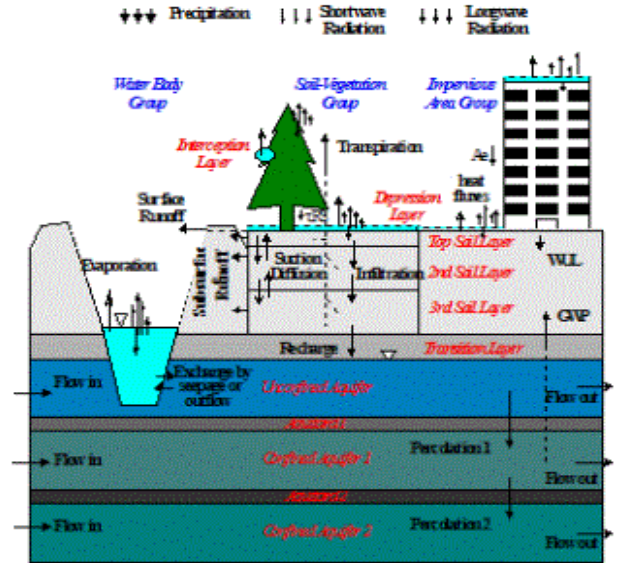 Precipitation
Shortwave
Radiation
Longwave
Radiation
Water Body
Group
Soil-Vegetation
Group
Impervious
Area Group
Interception
Layer
Transpiration
Ae
heat
fluxes
Surface
Runoff
Depression
Layer
Top Soil Layer
Evaporation
Subsurface
Runoff
Suction
Diffusion
Infiltration
2nd Soil Layer
WUL
3rd Soil Layer
GWP
Recharge
Transition Layer
Flow in
Exchange by
seepage or
outflow
Unconfined Aquifer
Flow out
Percolation 1
Flow in
Confined Aquifer 1
Flow out
Flow in
Confined Aquifer 2
Percolation 2
Flow out